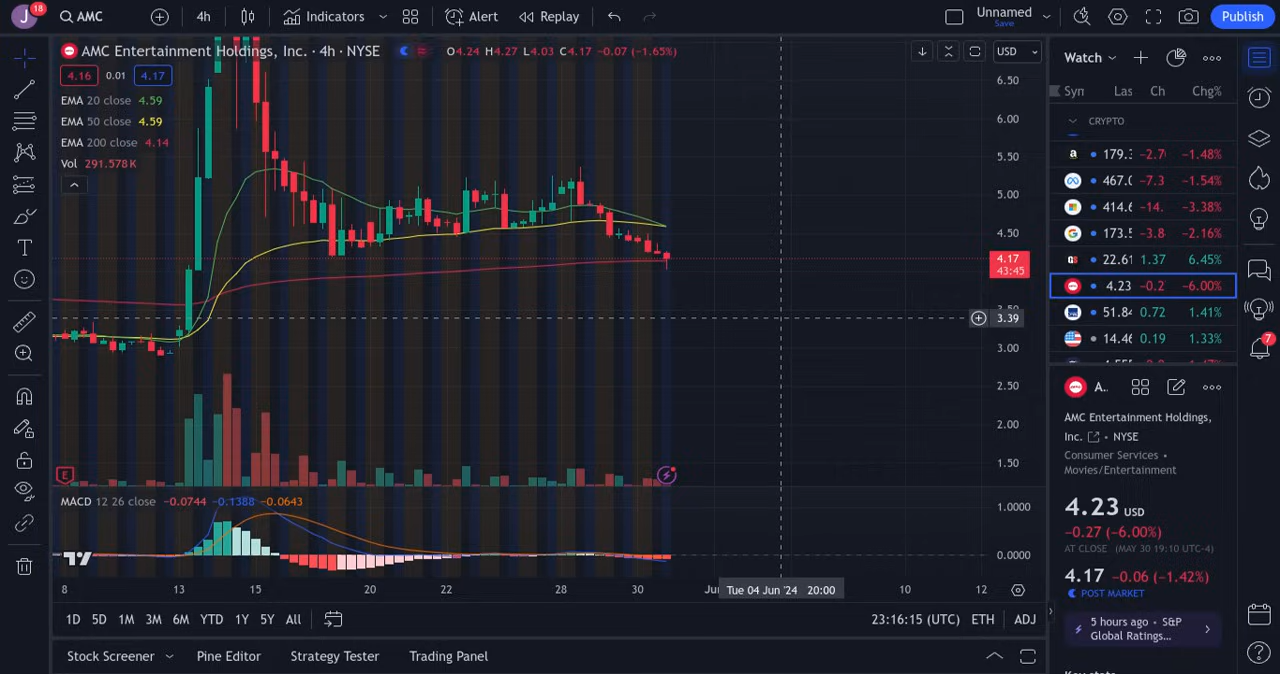 J 18 AMC 4h Indicators Alert Replay Unnamed Save Publish
AMC Entertainment Holdings, Inc. · 4h · NYSE O4.24 H4.27 L4.03 C4.17 −0.07 (−1.65%) USD
4.16 0.01 4.17
EMA 20 close 4.59
EMA 50 close 4.59
EMA 200 close 4.14
Vol 291.578K
6.50
6.00
5.50
5.00
4.50
4.17
43:45
3.50
3.39
3.00
2.50
2.00
1.50
E
MACD 12 26 close −0.0744 −0.1388 −0.0643
1.0000
0.0000
8 13 15 20 22 28 30 Jun Tue 04 Jun '24 20:00 10 12
1D 5D 1M 3M 6M YTD 1Y 5Y All 23:16:15 (UTC) ETH ADJ
Stock Screener Pine Editor Strategy Tester Trading Panel
Watch
Syn Las Ch Chg%
CRYPTO
179.3 −2.7 −1.48%
467.0 −7.3 −1.54%
414.6 −14. −3.38%
173.5 −3.8 −2.16%
GS 22.61 1.37 6.45%
4.23 −0.2 −6.00%
51.84 0.72 1.41%
14.46 0.19 1.33%
A..
AMC Entertainment Holdings,
Inc. • NYSE
Consumer Services •
Movies/Entertainment
4.23 USD
−0.27 (−6.00%)
AT CLOSE (MAY 30 19:10 UTC-4)
4.17 −0.06 (−1.42%)
POST MARKET
5 hours ago • S&P
Global Ratings...
Key stats
7